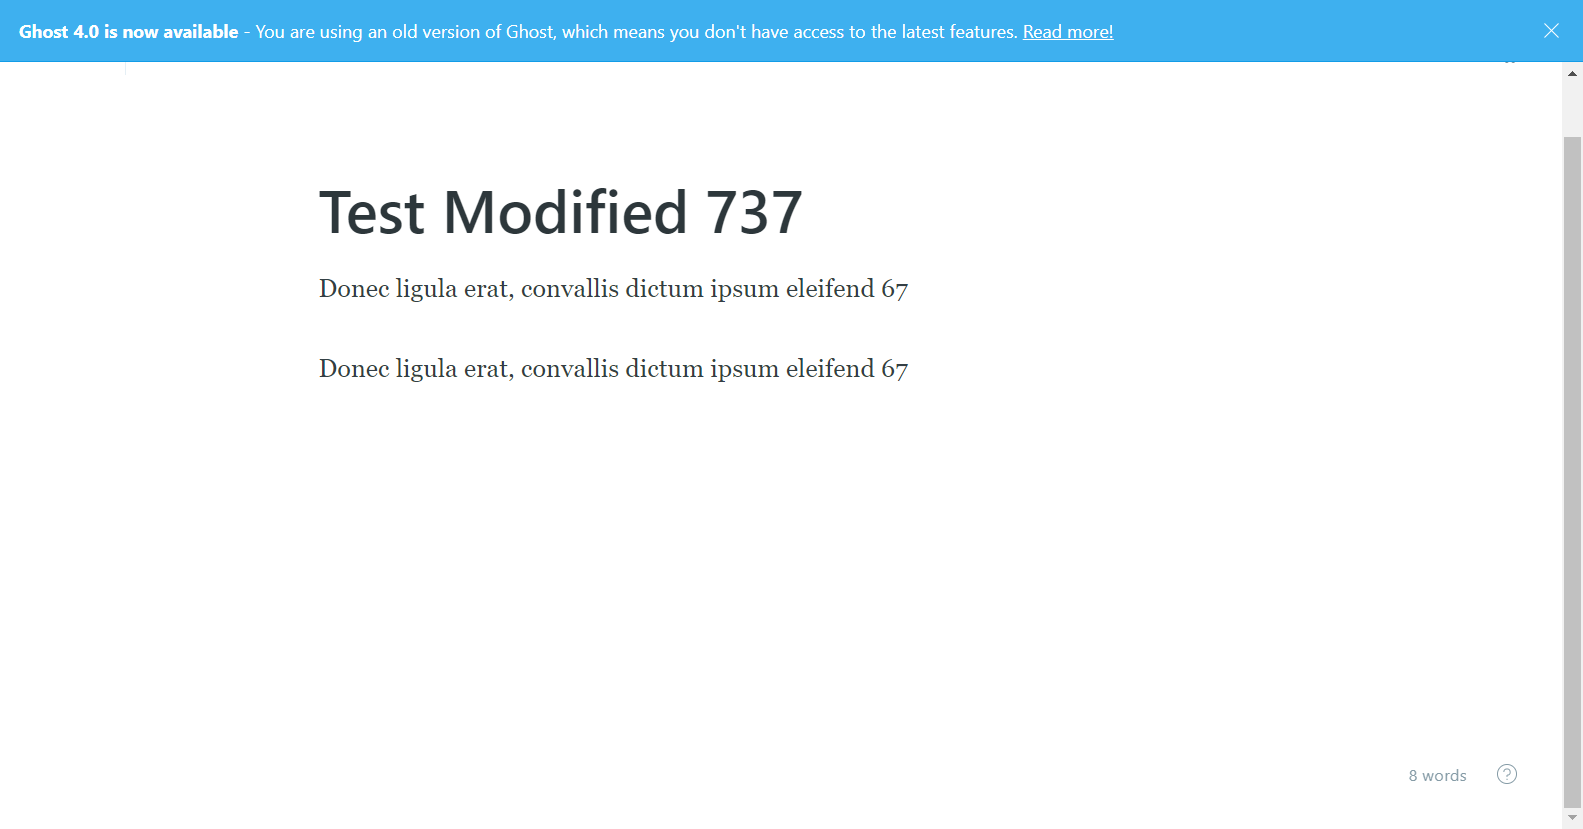 Ghost 4.0 is now available - You are using an old version of Ghost, which means you don't have access to the latest features. Read more!
Test Modified 737
Donec ligula erat, convallis dictum ipsum eleifend 67
Donec ligula erat, convallis dictum ipsum eleifend 67
8 words
?